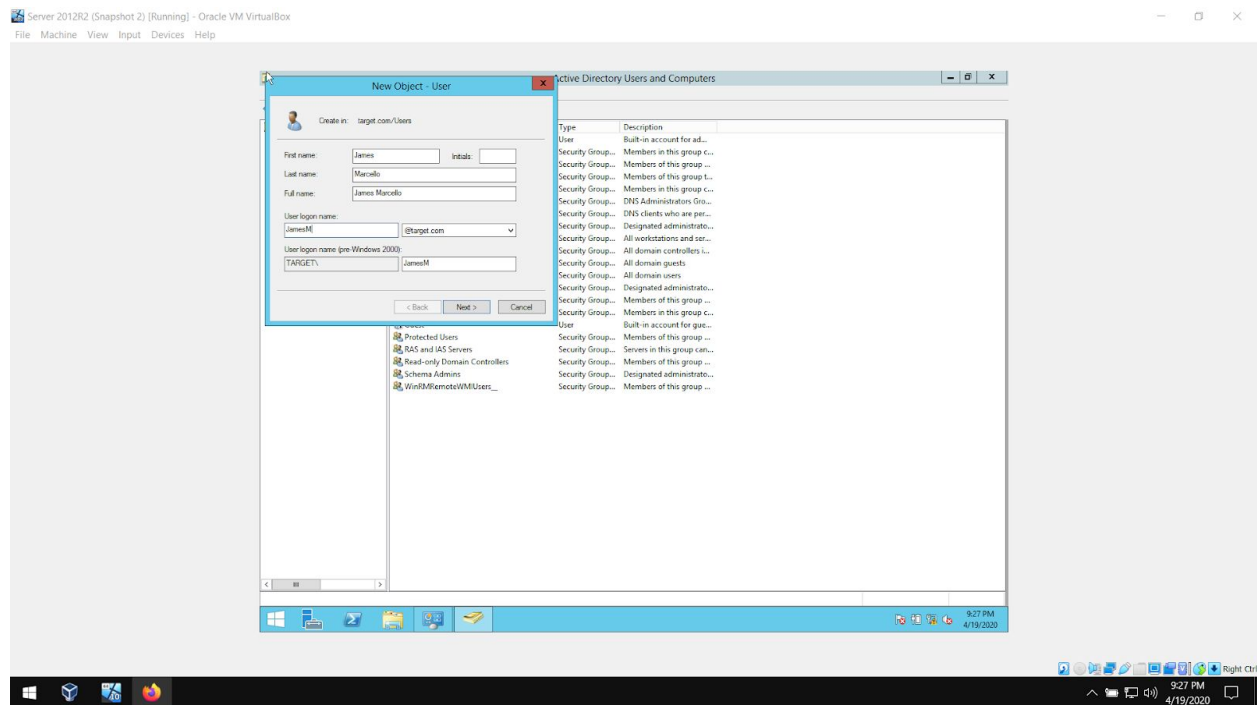 Server 2012R2 (Snapshot 2) [Running] - Oracle VM VirtualBox
File Machine View Input Devices Help
Active Directory Users and Computers
New Object - User
Create in: target.com/Users
First name: James Initials:
Last name: Marcello
Full name: James Marcello
User logon name:
JamesM @target.com
User logon name (pre-Windows 2000):
TARGET\ JamesM
< Back Next > Cancel
Type Description
User Built-in account for ad...
Security Group... Members in this group c...
Security Group... Members of this group ...
Security Group... Members of this group t...
Security Group... Members in this group c...
Security Group... DNS Administrators Gro...
Security Group... DNS clients who are per...
Security Group... Designated administrato...
Security Group... All workstations and ser...
Security Group... All domain controllers i...
Security Group... All domain guests
Security Group... All domain users
Security Group... Designated administrato...
Security Group... Members of this group ...
Security Group... Members in this group c...
User Built-in account for gue...
Protected Users Security Group... Members of this group ...
RAS and IAS Servers Security Group... Servers in this group can...
Read-only Domain Controllers Security Group... Members of this group ...
Schema Admins Security Group... Designated administrato...
WinRMRemoteWMIUsers__ Security Group... Members of this group ...
9:27 PM
4/19/2020
Right Ctrl
9:27 PM
4/19/2020